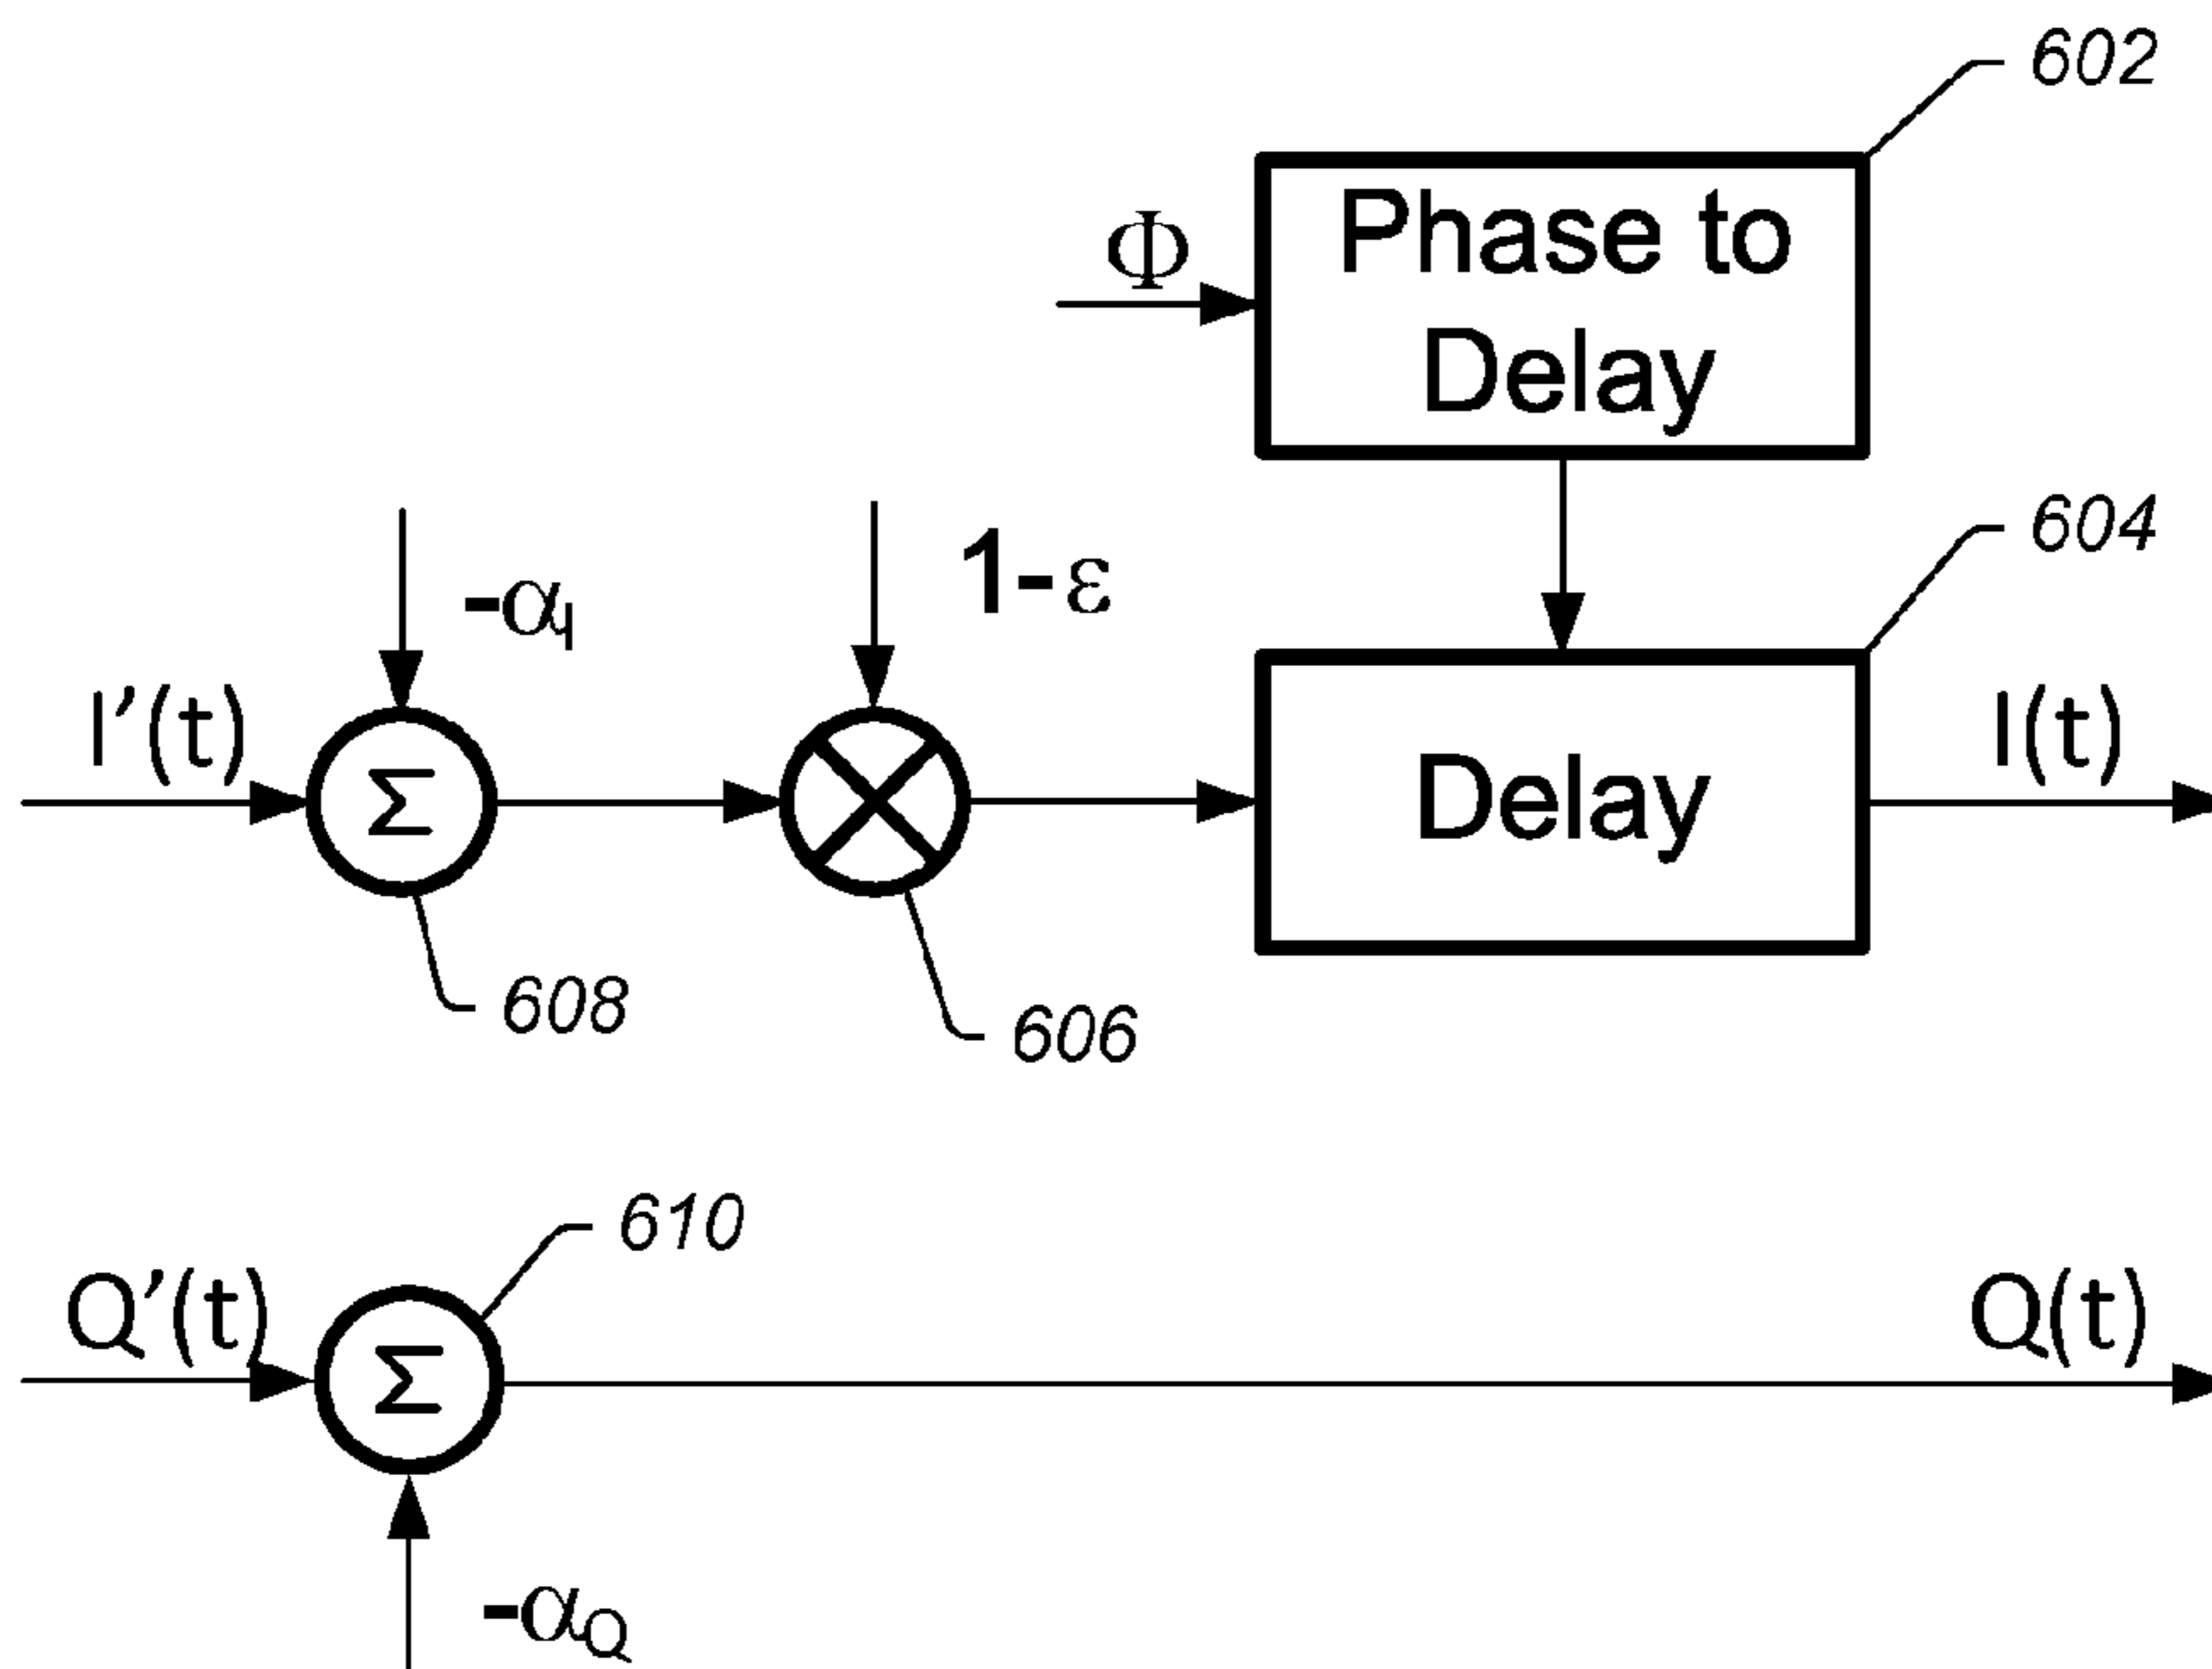 602
Φ
Phase to
Delay
604
-αI
1-ε
I′(t)
Σ
Delay
I(t)
608
606
610
Q′(t)
Σ
Q(t)
-αQ